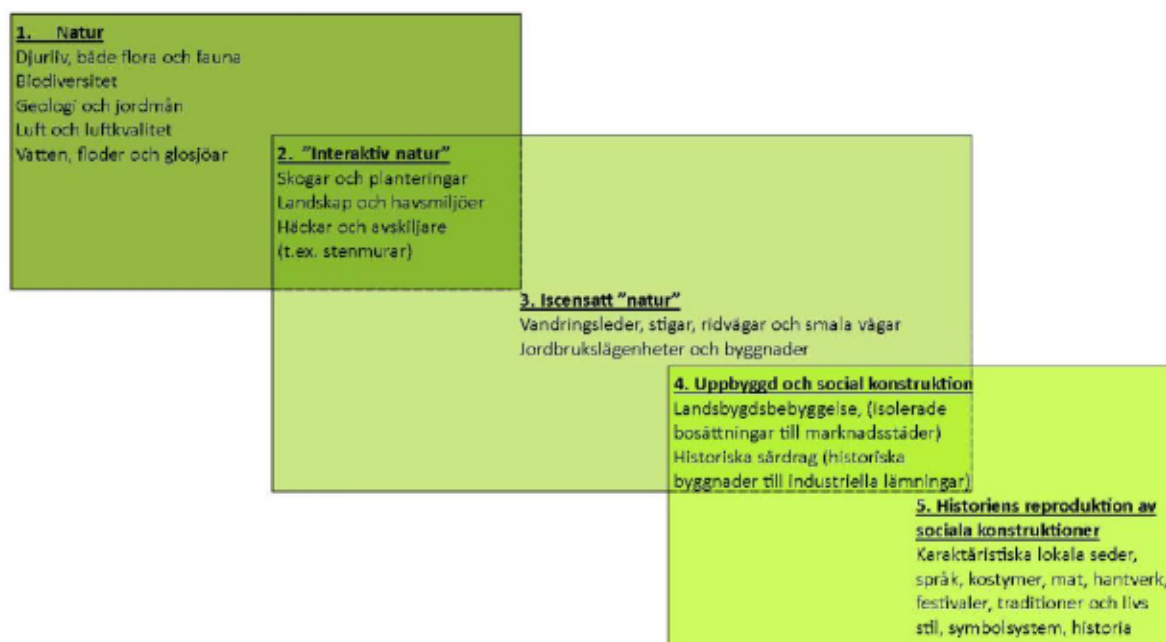 1. Natur
Djurliv, både flora och fauna
Biodiversitet
Geologi och jordmån
Luft och luftkvalitet
Vatten, floder och glosjöar
2. "Interaktiv natur"
Skogar och planteringar
Landskap och havsmiljöer
Häckar och avskiljare
(t.ex. stenmurar)
3. Iscensatt "natur"
Vandringsleder, stigar, ridvägar och smala vägar
Jordbrukslägenheter och byggnader
4. Uppbyggd och social konstruktion
Landsbygdsbebyggelse, (isolerade
bosättningar till marknadsstäder)
Historiska särdrag (historiska
byggnader till industriella lämningar)
5. Historiens reproduktion av
sociala konstruktioner
Karaktäristiska lokala seder,
språk, kostymer, mat, hantverk,
festivaler, traditioner och livs
stil, symbolsystem, historia